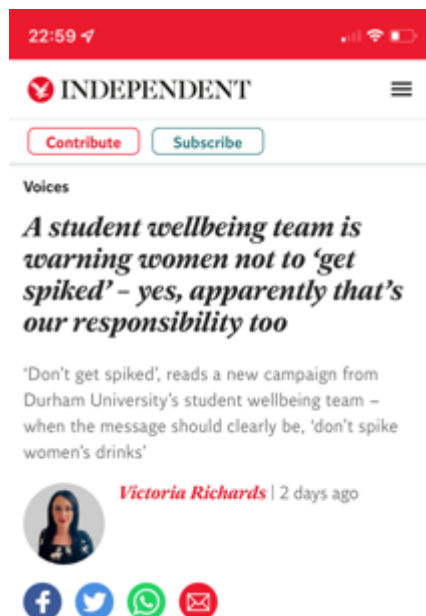 22:59
INDEPENDENT
Contribute Subscribe
Voices
A student wellbeing team is
warning women not to ‘get
spiked’ – yes, apparently that’s
our responsibility too
‘Don’t get spiked’, reads a new campaign from
Durham University’s student wellbeing team –
when the message should clearly be, ‘don’t spike
women’s drinks’
Victoria Richards | 2 days ago